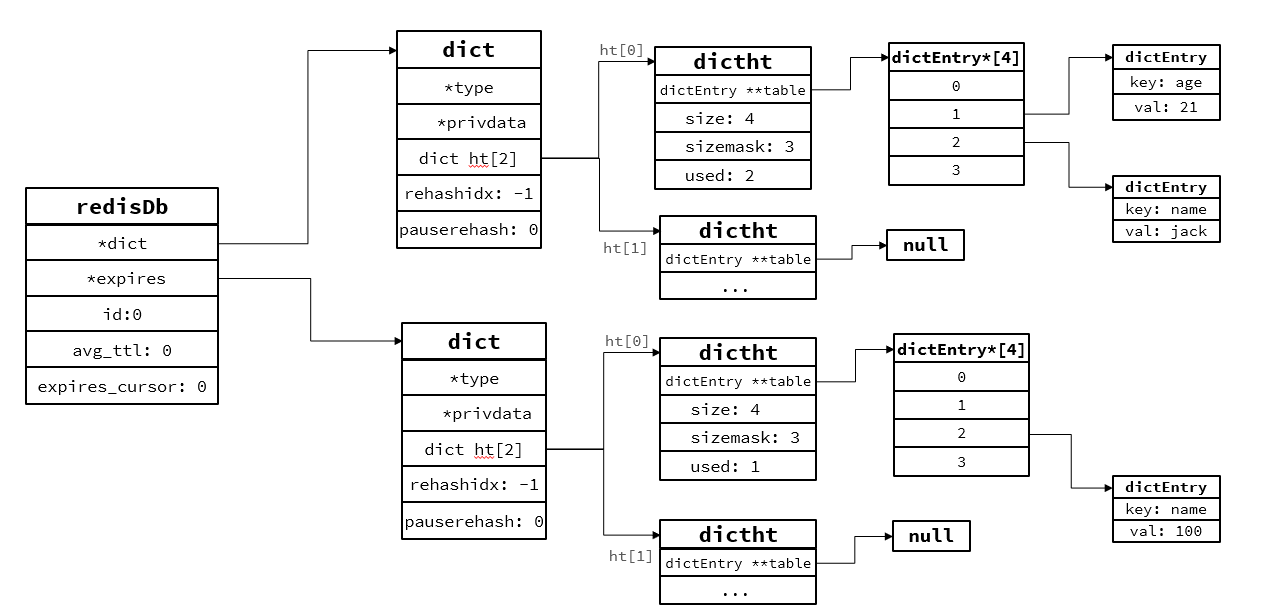 redisDb
*dict
*expires
id:0
avg_ttl: 0
expires_cursor: 0
dict
*type
*privdata
dict ht[2]
rehashidx: -1
pauserehash: 0
ht[0]
dictht
dictEntry **table
size: 4
sizemask: 3
used: 2
dictEntry*[4]
0
1
2
3
dictEntry
key: age
val: 21
dictEntry
key: name
val: jack
ht[1]
dictht
dictEntry **table
...
null
dict
*type
*privdata
dict ht[2]
rehashidx: -1
pauserehash: 0
ht[0]
dictht
dictEntry **table
size: 4
sizemask: 3
used: 1
dictEntry*[4]
0
1
2
3
dictEntry
key: name
val: 100
ht[1]
dictht
dictEntry **table
...
null